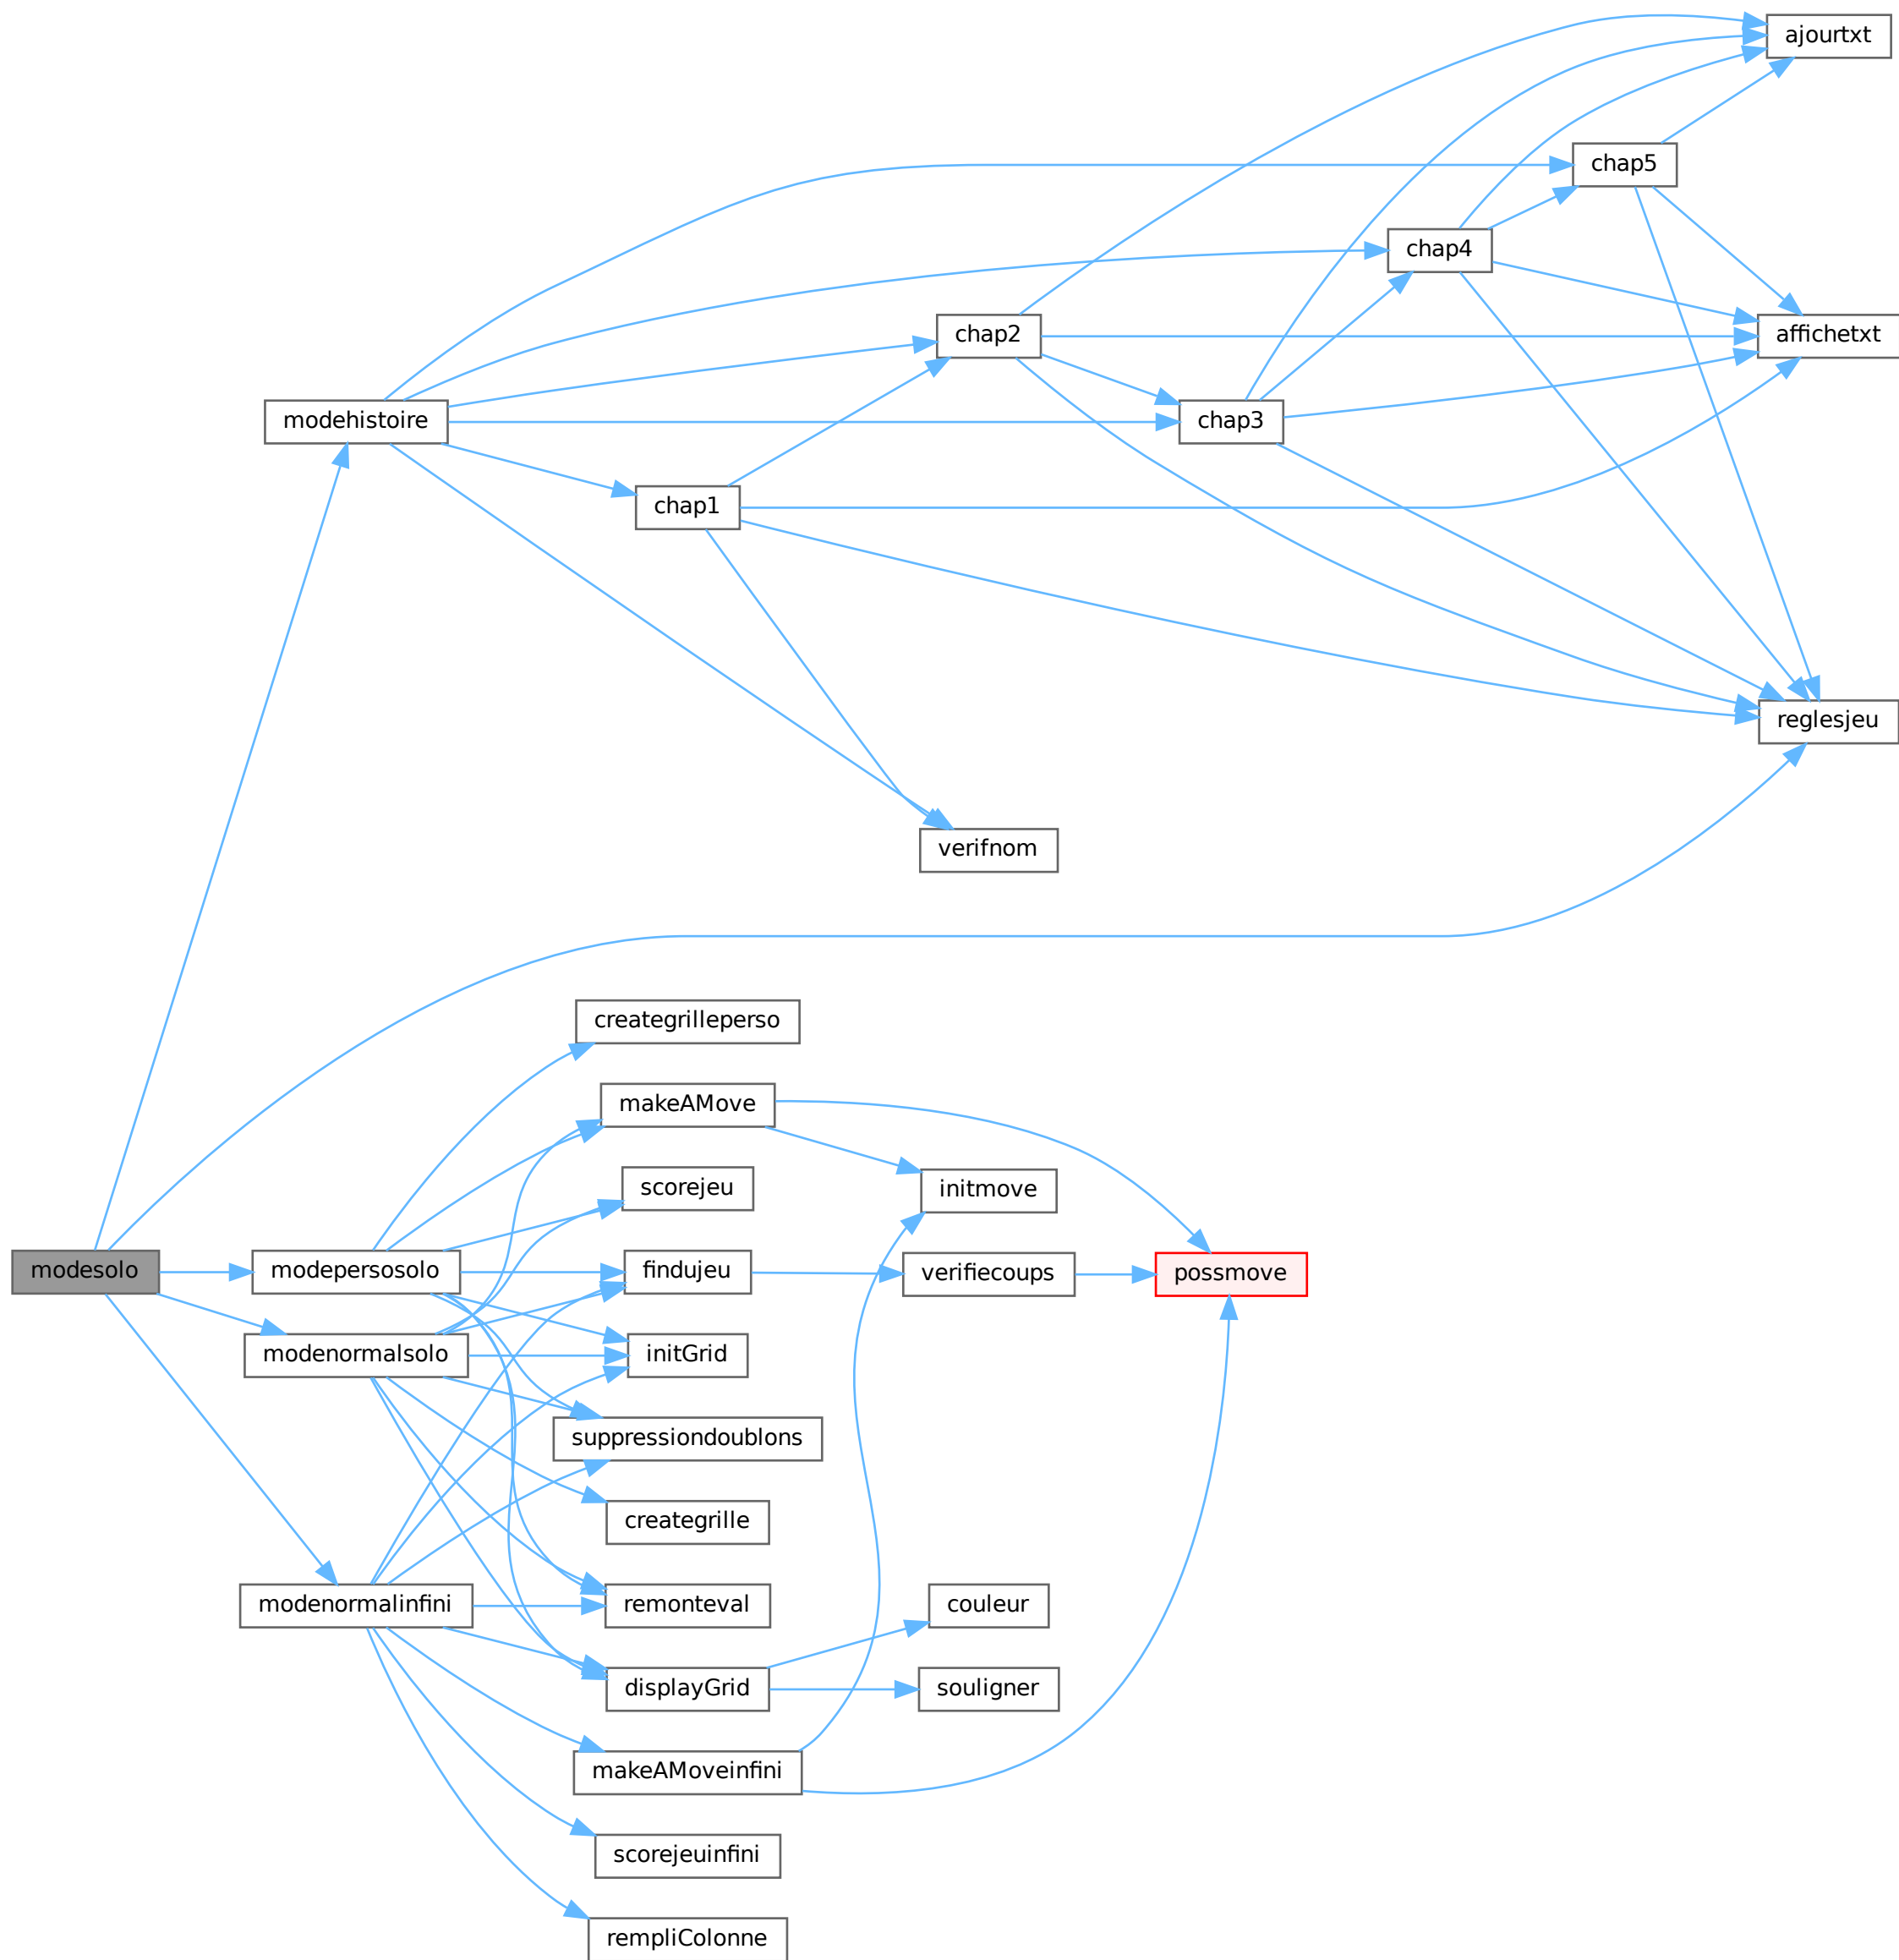 ajourtxt
chap5
chap4
chap2
affichetxt
modehistoire
chap3
chap1
reglesjeu
verifnom
creategrilleperso
makeAMove
scorejeu
initmove
modesolo
modepersosolo
findujeu
verifiecoups
possmove
modenormalsolo
initGrid
suppressiondoublons
creategrille
modenormalinfini
remonteval
couleur
displayGrid
souligner
makeAMoveinfini
scorejeuinfini
rempliColonne